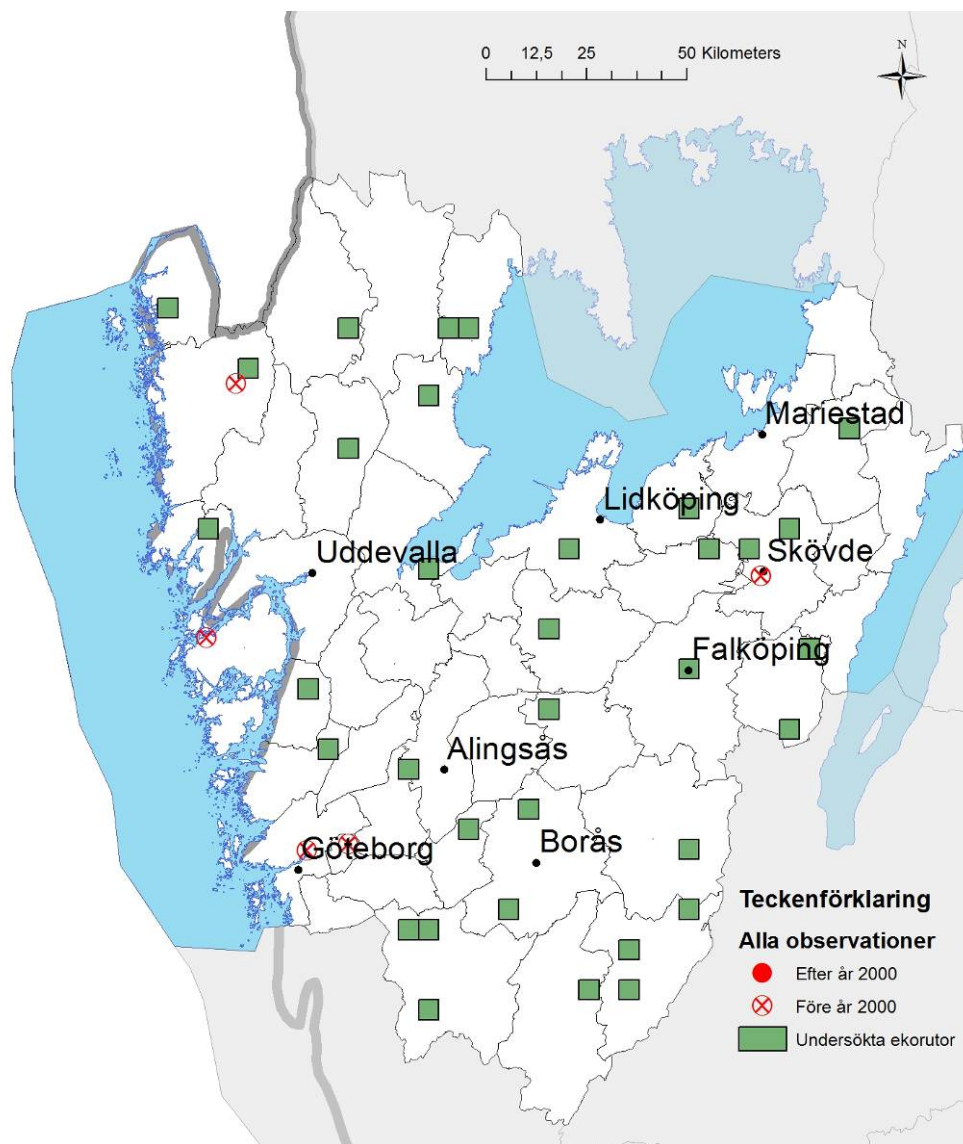 0 12,5 25 50 Kilometers
N
Mariestad
Lidköping
Skövde
Uddevalla
Falköping
Alingsås
Göteborg
Borås
Teckenförklaring
Alla observationer
Efter år 2000
Före år 2000
Undersökta ekorutor